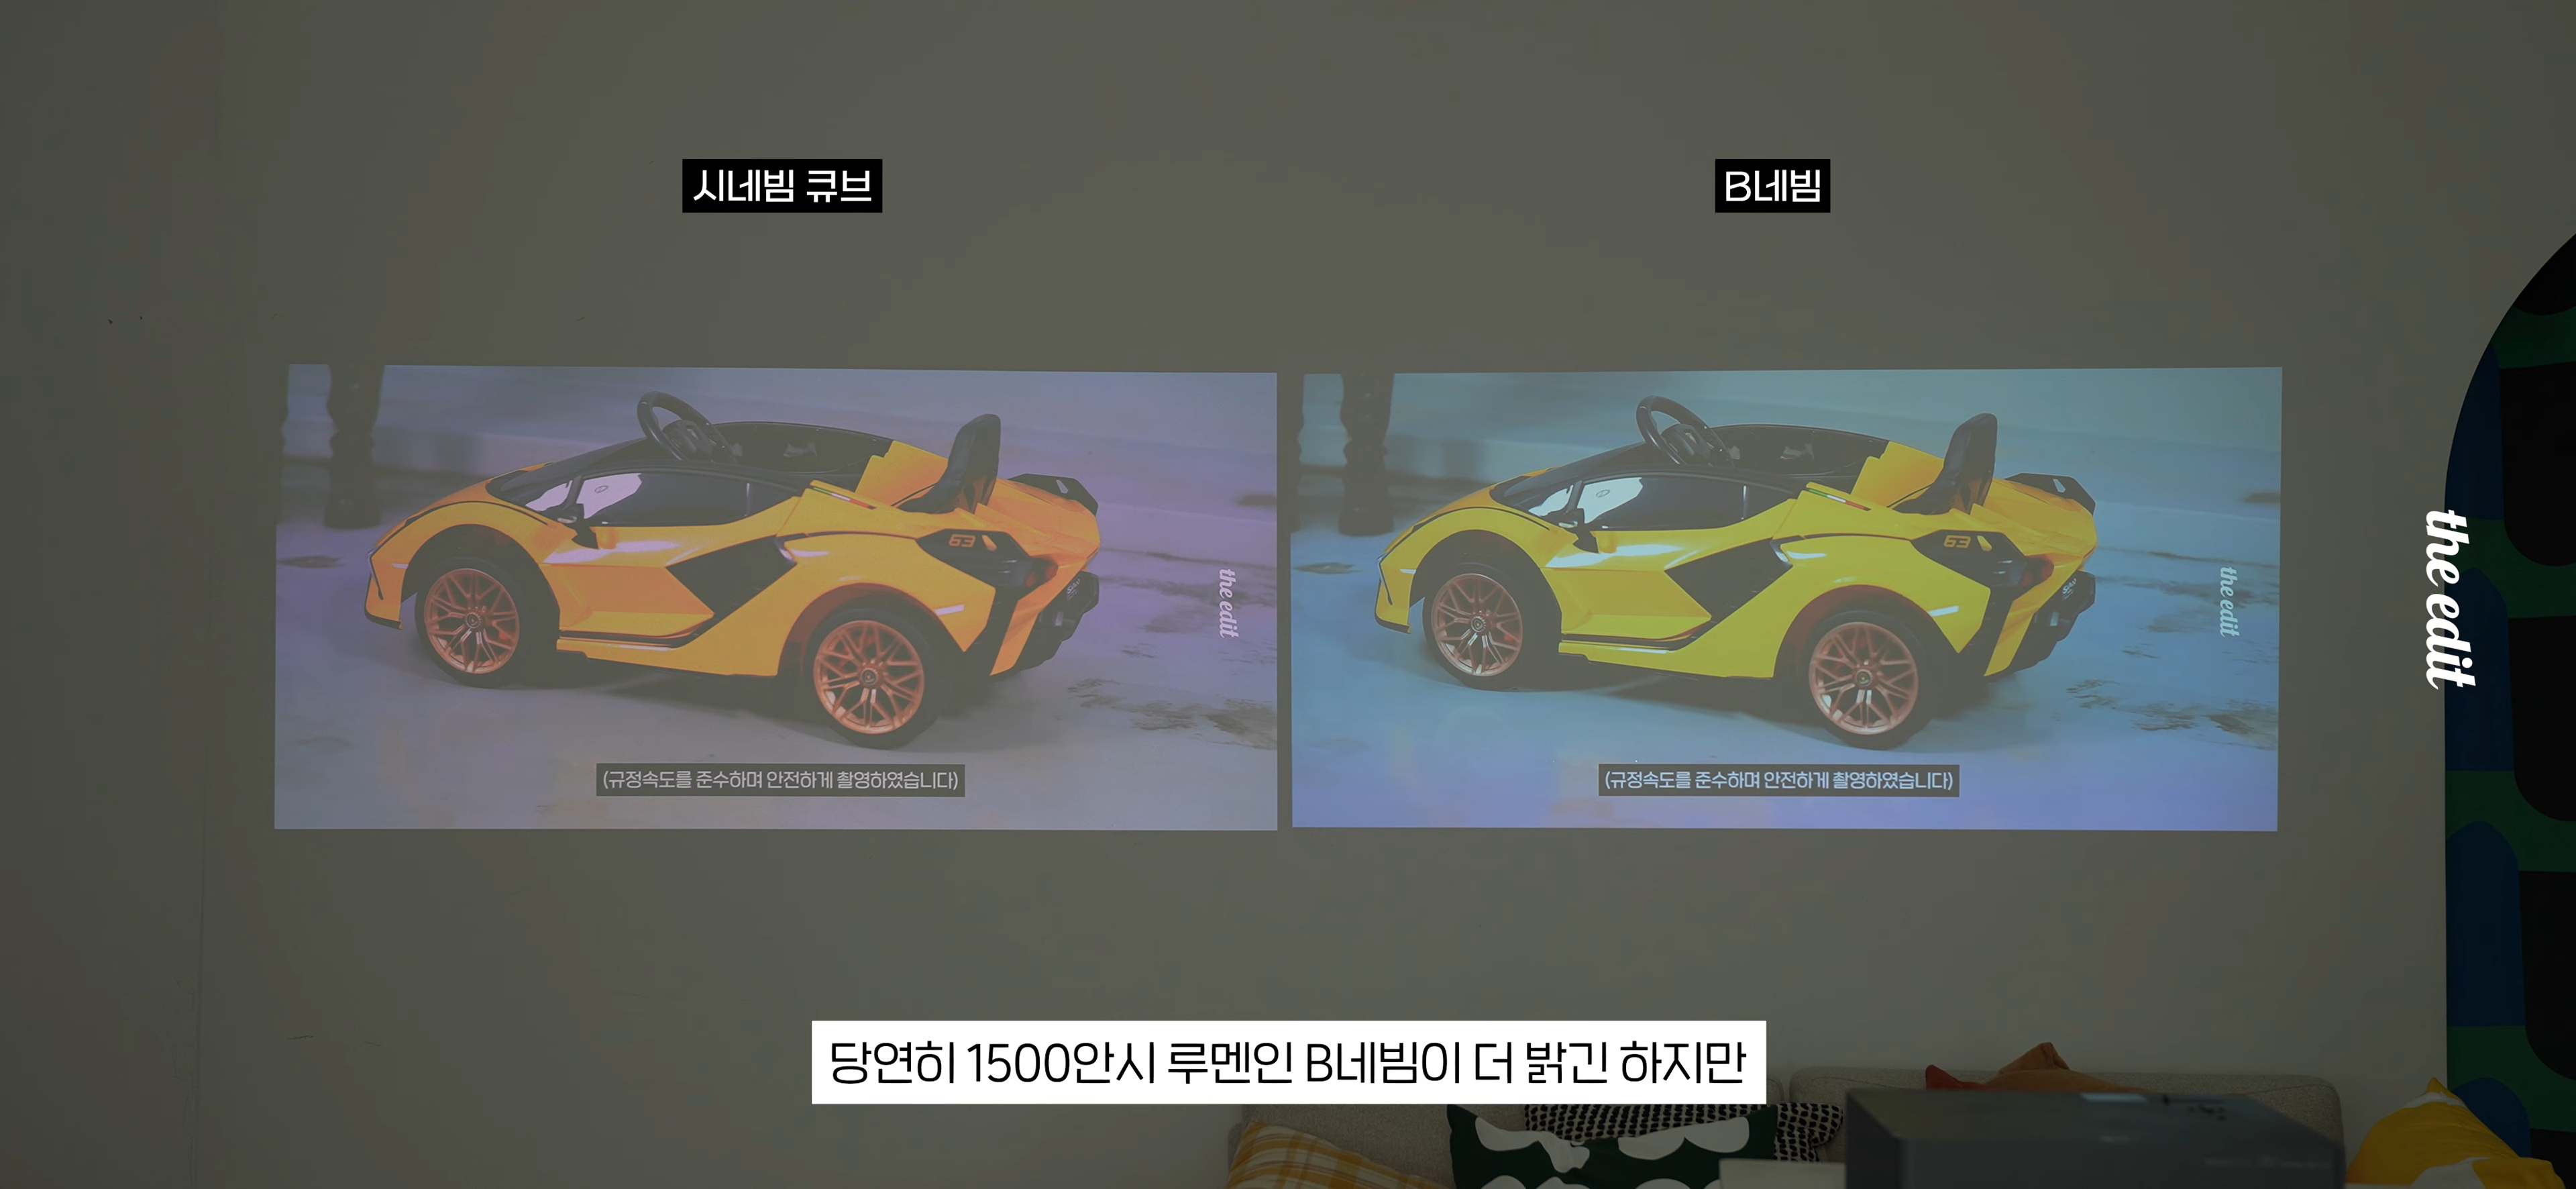 시네빔 큐브
B네빔
63
63
the edit
the edit
the edit
(규정속도를 준수하며 안전하게 촬영하였습니다)
(규정속도를 준수하며 안전하게 촬영하였습니다)
당연히 1500안시 루멘인 B네빔이 더 밝긴 하지만